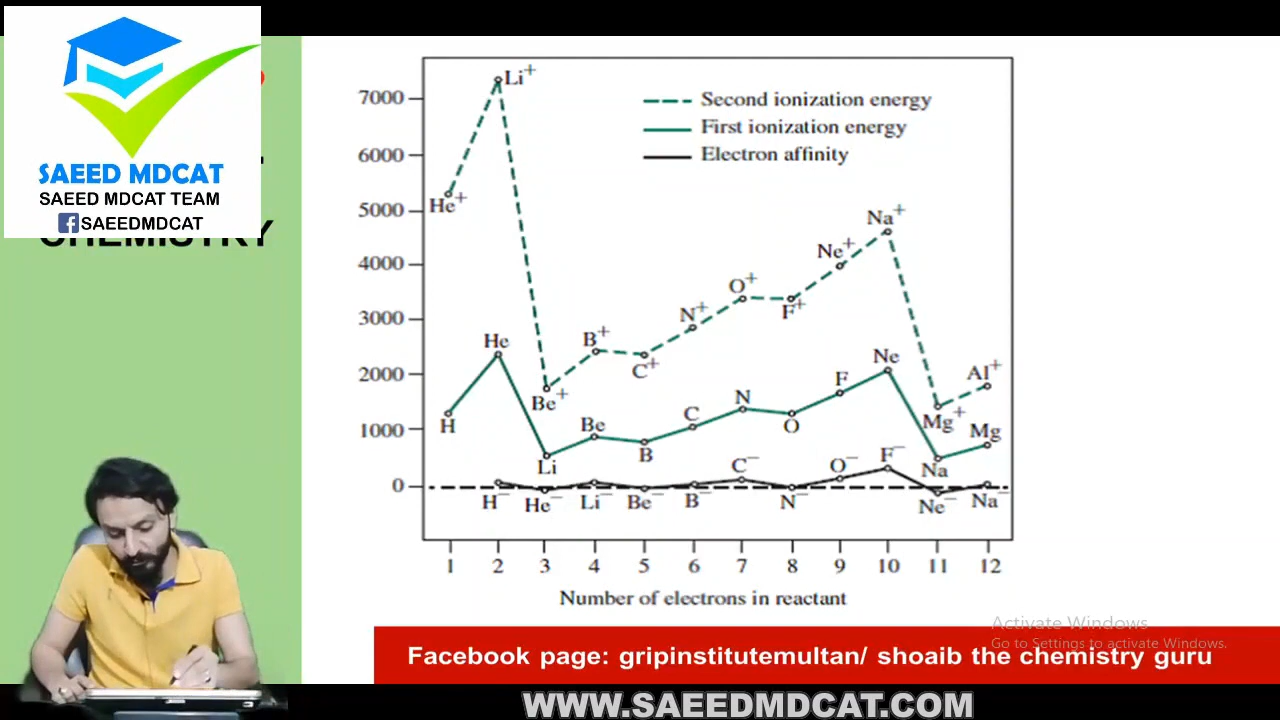 SAEED MDCAT
SAEED MDCAT TEAM
SAEEDMDCAT
CHEMISTRY
Second ionization energy
First ionization energy
Electron affinity
7000
6000
5000
4000
3000
2000
1000
0
He+ Li+ Be+ B+ C+ N+ O+ F+ Ne+ Na+ Mg+ Al+
H He Li Be B C N O F Ne Na Mg
H− He− Li− Be− B− C− N− O− F− Ne− Na−
1 2 3 4 5 6 7 8 9 10 11 12
Number of electrons in reactant
Activate Windows
Go to Settings to activate Windows.
Facebook page: gripinstitutemultan/ shoaib the chemistry guru
WWW.SAEEDMDCAT.COM